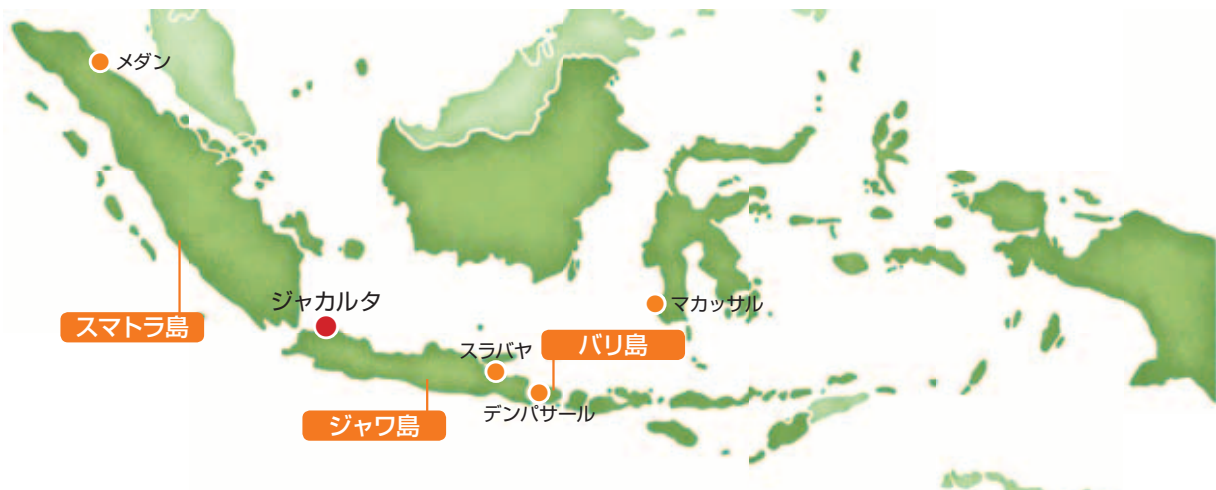 メダン
スマトラ島
ジャカルタ
マカッサル
スラバヤ
バリ島
デンパサール
ジャワ島